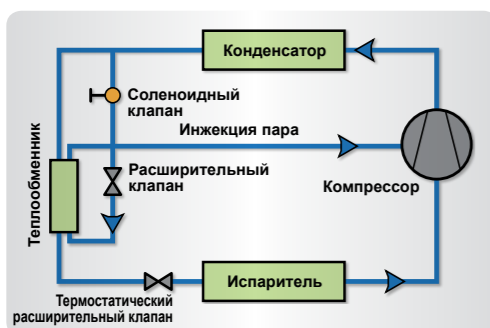 Конденсатор
Соленоидный
клапан
Инжекция пара
Теплообменник
Расширительный
клапан
Компрессор
Испаритель
Термостатический
расширительный клапан